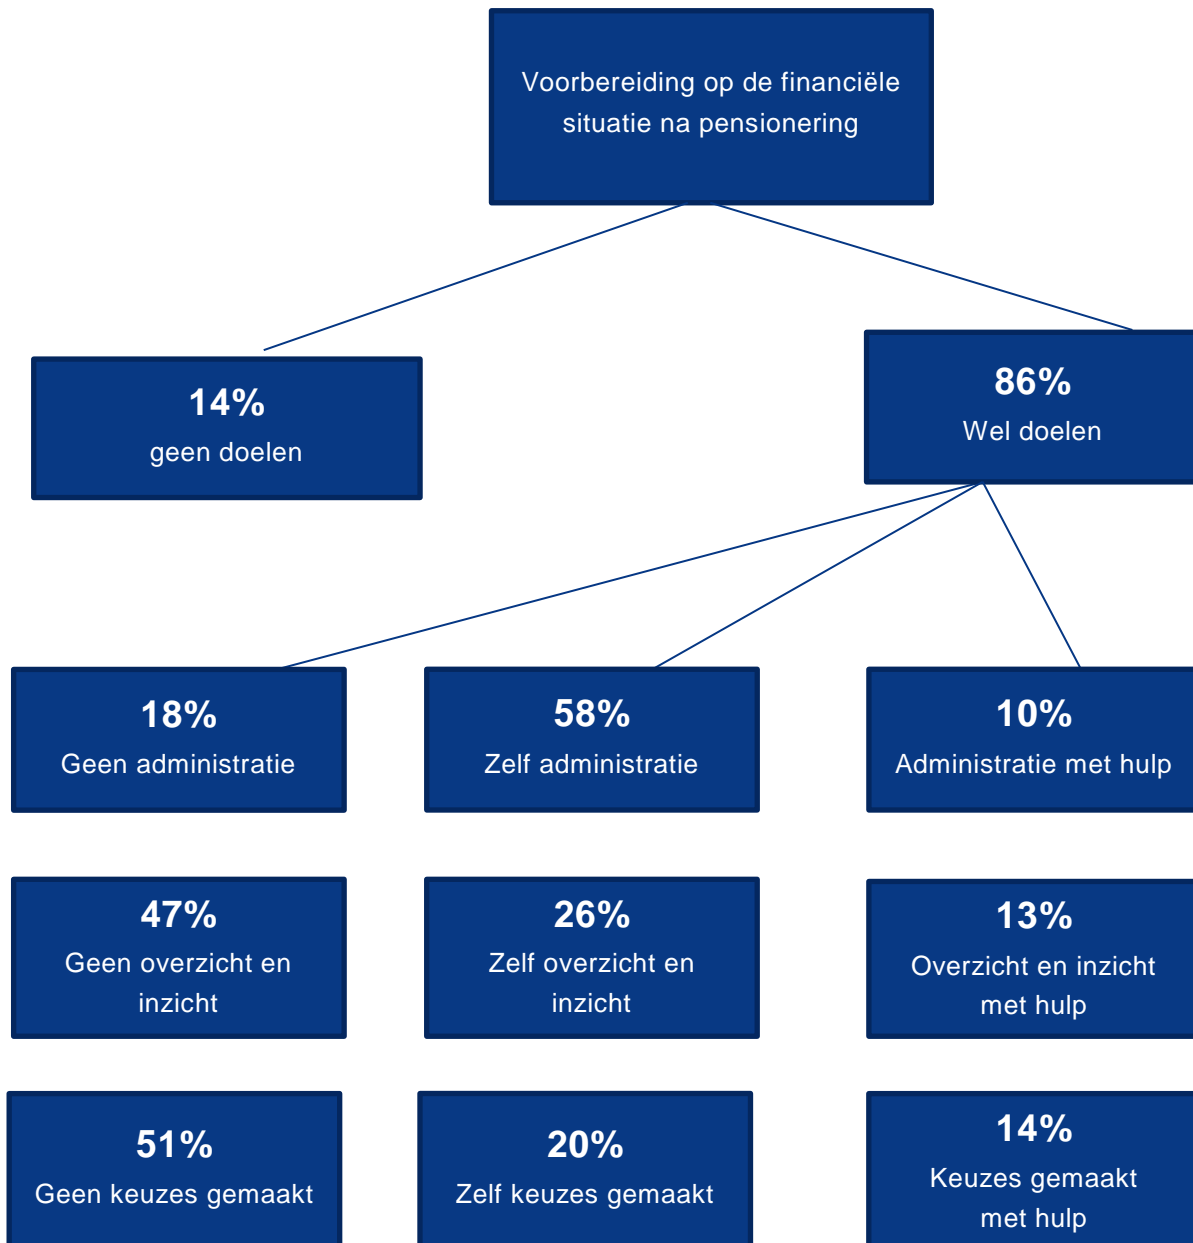 Voorbereiding op de financiële
situatie na pensionering
14%
geen doelen
86%
Wel doelen
18%
Geen administratie
58%
Zelf administratie
10%
Administratie met hulp
47%
Geen overzicht en
inzicht
26%
Zelf overzicht en
inzicht
13%
Overzicht en inzicht
met hulp
51%
Geen keuzes gemaakt
20%
Zelf keuzes gemaakt
14%
Keuzes gemaakt
met hulp